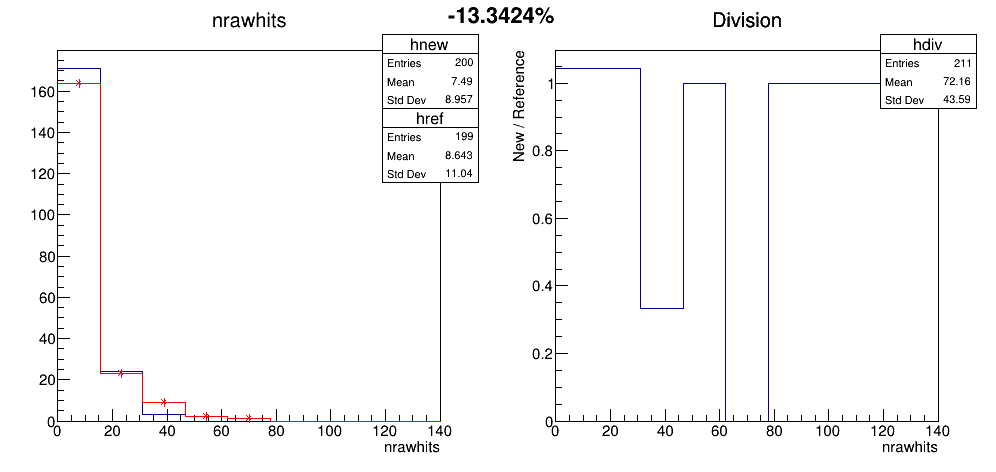 -13.3424%
nrawhits
hnew
Entries 200
Mean 7.49
Std Dev 8.957
href
Entries 199
Mean 8.643
Std Dev 11.04
160
140
120
100
80
60
40
20
0
0 20 40 60 80 100 120 140
nrawhits
Division
hdiv
Entries 211
Mean 72.16
Std Dev 43.59
New / Reference
1
0.8
0.6
0.4
0.2
0
0 20 40 60 80 100 120 140
nrawhits